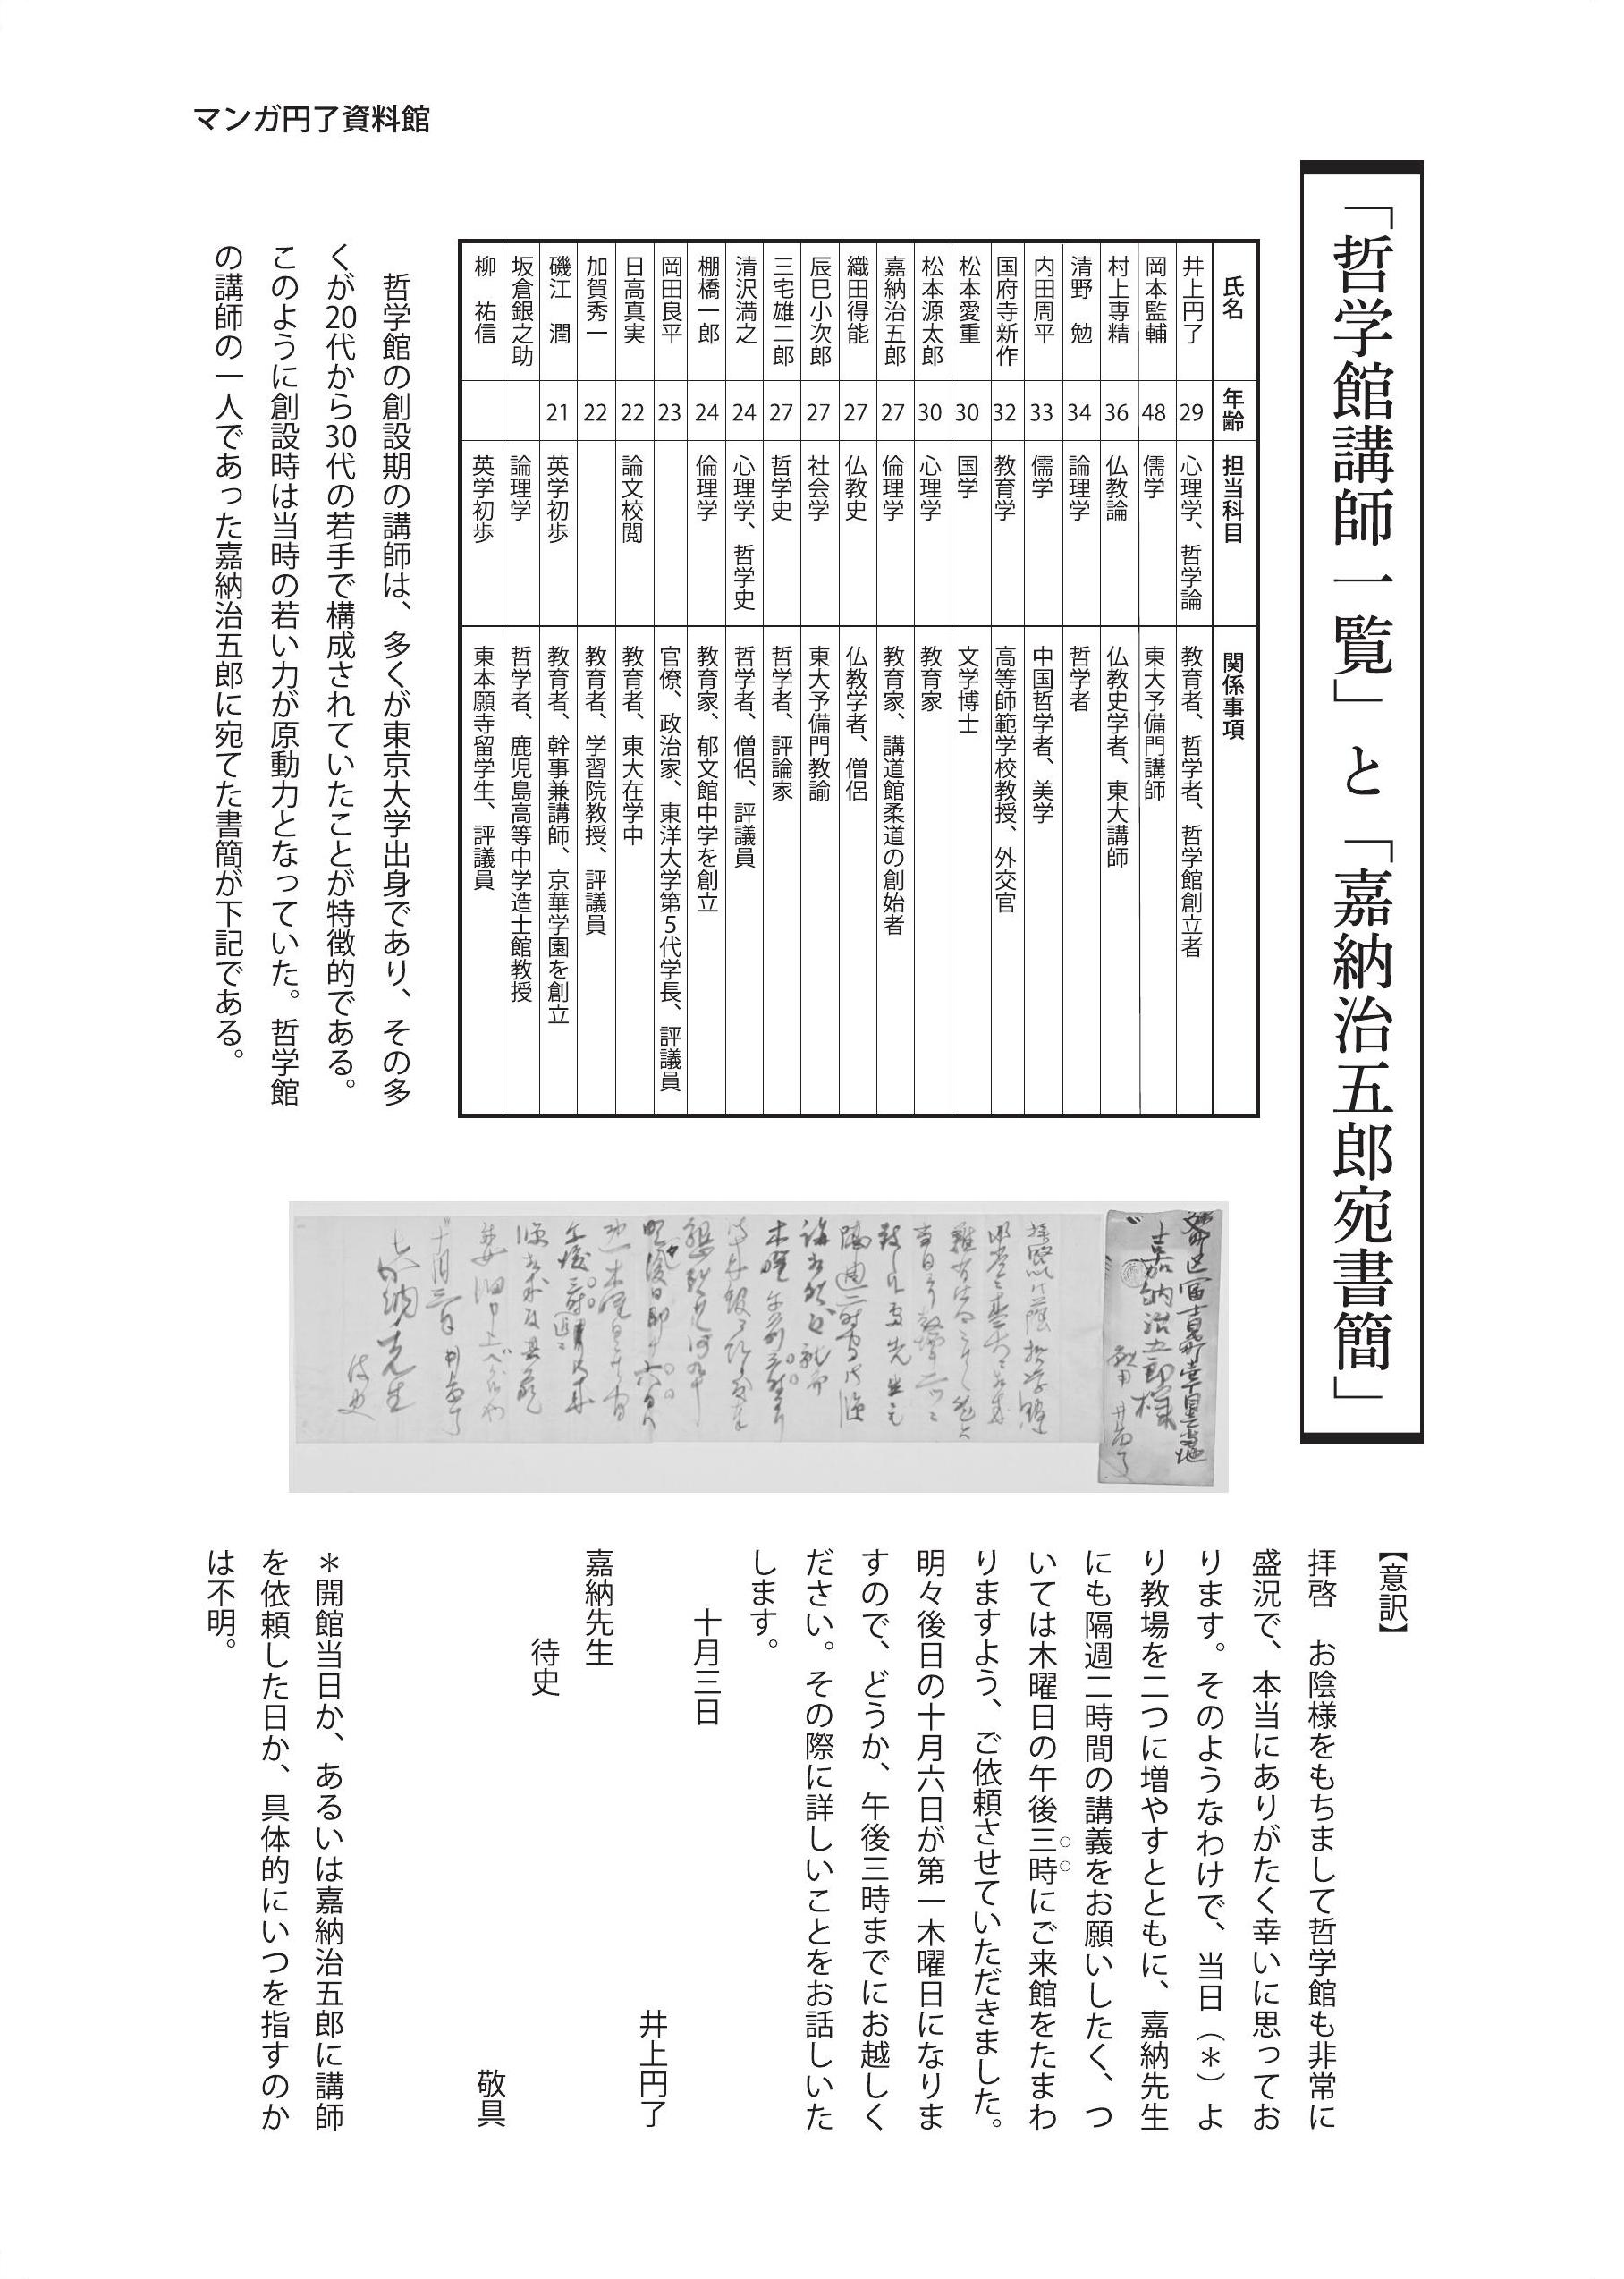 マンガ円了資料館
「哲学館講師一覧」と「嘉納治五郎宛書簡」
氏名 年齢 担当科目 関係事項
井上円了 29 心理学、哲学論 教育者、哲学者、哲学館創立者
岡本監輔 48 儒学 東大予備門講師
村上専精 36 仏教論 仏教史学者、東大講師
清野 勉 34 論理学 哲学者
内田周平 33 儒学 中国哲学者、美学
国府寺新作 32 教育学 高等師範学校教授、外交官
松本愛重 30 国学 文学博士
松本源太郎 30 心理学 教育家
嘉納治五郎 27 倫理学 教育家、講道館柔道の創始者
織田得能 27 仏教史 仏教学者、僧侶
辰巳小次郎 27 社会学 東大予備門教諭
三宅雄二郎 27 哲学史 哲学者、評論家
清沢満之 24 心理学、哲学史 哲学者、僧侶、評議員
棚橋一郎 24 倫理学 教育家、郁文館中学を創立
岡田良平 23 官僚、政治家、東洋大学第5代学長、評議員
日高真実 22 論文校閲 教育者、東大在学中
加賀秀一 22 教育者、学習院教授、評議員
磯江 潤 21 英学初歩 教育者、幹事兼講師、京華学園を創立
坂倉銀之助 論理学 哲学者、鹿児島高等中学造士館教授
柳 祐信 英学初歩 東本願寺留学生、評議員
哲学館の創設期の講師は、多くが東京大学出身であり、その多
くが20代から30代の若手で構成されていたことが特徴的である。
このように創設時は当時の若い力が原動力となっていた。哲学館
の講師の一人であった嘉納治五郎に宛てた書簡が下記である。
嘉納治五郎様
【意訳】
拝啓 お陰様をもちまして哲学館も非常に
盛況で、本当にありがたく幸いに思ってお
ります。そのようなわけで、当日（＊）よ
り教場を二つに増やすとともに、嘉納先生
にも隔週二時間の講義をお願いしたく、つ
いては木曜日の午後三時にご来館をたまわ
りますよう、ご依頼させていただきました。
明々後日の十月六日が第一木曜日になりま
すので、どうか、午後三時までにお越しく
ださい。その際に詳しいことをお話しいた
します。
十月三日
井上円了
嘉納先生
待史
敬具
＊開館当日か、あるいは嘉納治五郎に講師
を依頼した日か、具体的にいつを指すのか
は不明。